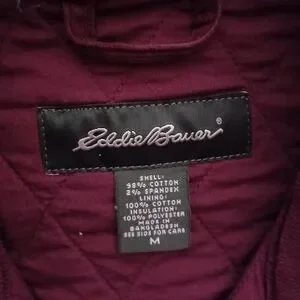 Eddie Bauer®
SHELL:
98% COTTON
2% SPANDEX
LINING:
100% COTTON
INSULATION:
100% POLYESTER
MADE IN
BANGLADESH
SEE SIDE FOR CARE
M